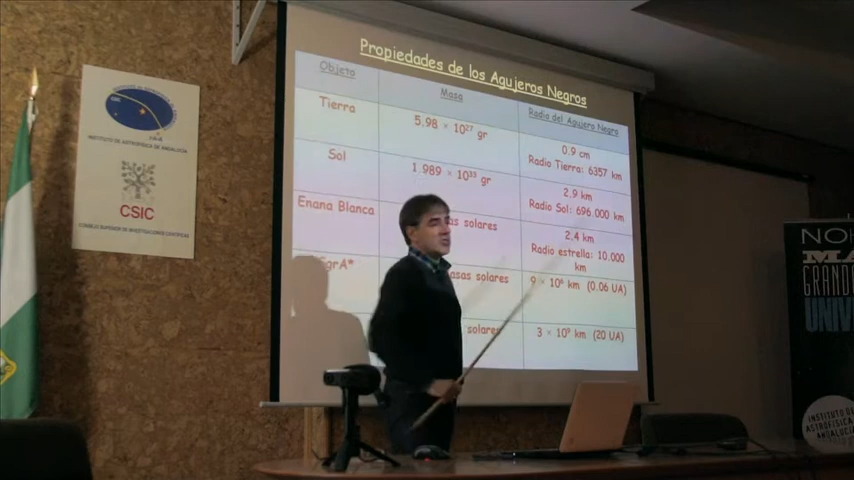 Propiedades de los Agujeros Negros
Objeto
Masa
Radio del Agujero Negro
Tierra
5,98 × 10²⁷ gr
0.9 cm
Radio Tierra: 6357 km
Sol
1.989 × 10³³ gr
2.9 km
Radio Sol: 696.000 km
Enana Blanca
solares
2.4 km
Radio estrella: 10.000
km
grA*
asas solares
9 × 10⁶ km (0.06 UA)
solares
3 × 10⁹ km (20 UA)
CSIC
INSTITUTO DE ASTROFÍSICA DE ANDALUCÍA
CSIC
CONSEJO SUPERIOR DE INVESTIGACIONES CIENTÍFICAS
NO
MA
GRAND
UNIV
INSTITUTO DE
ASTROFÍSICA
ANDALUC